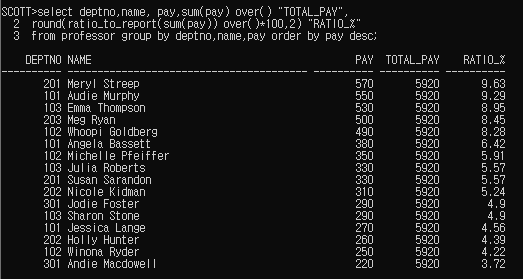 SCOTT>select deptno,name, pay,sum(pay) over() "TOTAL_PAY",
2 round(ratio_to_report(sum(pay)) over()*100,2) "RATIO_%"
3 from professor group by deptno,name,pay order by pay desc;
DEPTNO NAME PAY TOTAL_PAY RATIO_%
---------- ---------------------------------------- ---------- ---------- ----------
201 Meryl Streep 570 5920 9.63
101 Audie Murphy 550 5920 9.29
103 Emma Thompson 530 5920 8.95
203 Meg Ryan 500 5920 8.45
102 Whoopi Goldberg 490 5920 8.28
101 Angela Bassett 380 5920 6.42
102 Michelle Pfeiffer 350 5920 5.91
103 Julia Roberts 330 5920 5.57
201 Susan Sarandon 330 5920 5.57
202 Nicole Kidman 310 5920 5.24
301 Jodie Foster 290 5920 4.9
103 Sharon Stone 290 5920 4.9
101 Jessica Lange 270 5920 4.56
202 Holly Hunter 260 5920 4.39
102 Winona Ryder 250 5920 4.22
301 Andie Macdowell 220 5920 3.72